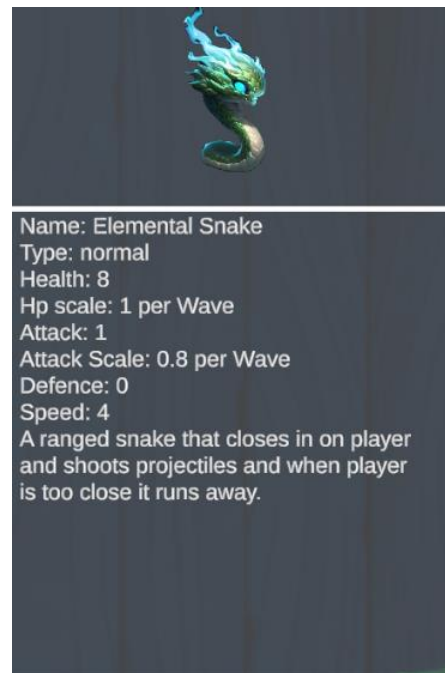 Name: Elemental Snake
Type: normal
Health: 8
Hp scale: 1 per Wave
Attack: 1
Attack Scale: 0.8 per Wave
Defence: 0
Speed: 4
A ranged snake that closes in on player
and shoots projectiles and when player
is too close it runs away.